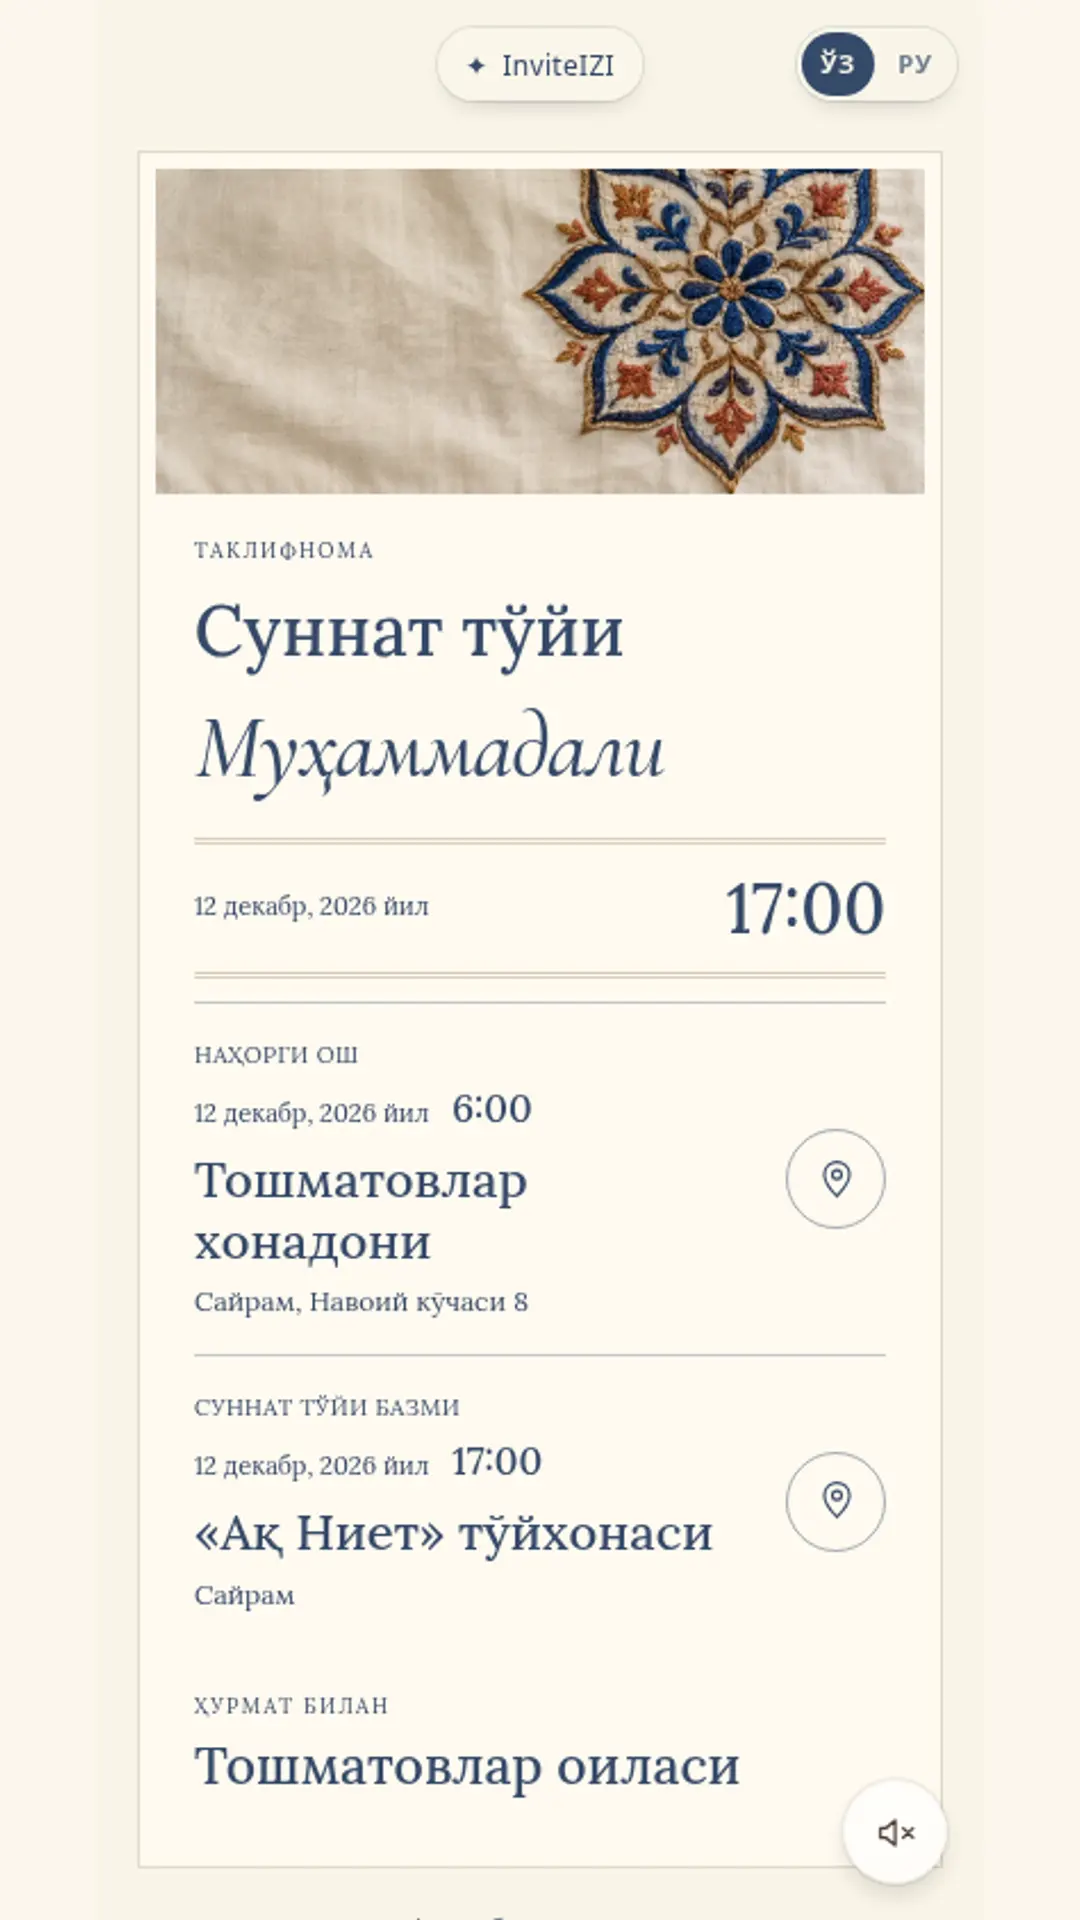 InviteIZI
ЎЗ РУ
ТАКЛИФНОМА
Суннат тўйи
Муҳаммадали
12 декабр, 2026 йил 17:00
НАҲОРГИ ОШ
12 декабр, 2026 йил 6:00
Тошматовлар
хонадони
Сайрам, Навоий кўчаси 8
СУННАТ ТЎЙИ БАЗМИ
12 декабр, 2026 йил 17:00
«Ақ Ниет» тўйхонаси
Сайрам
ҲУРМАТ БИЛАН
Тошматовлар оиласи